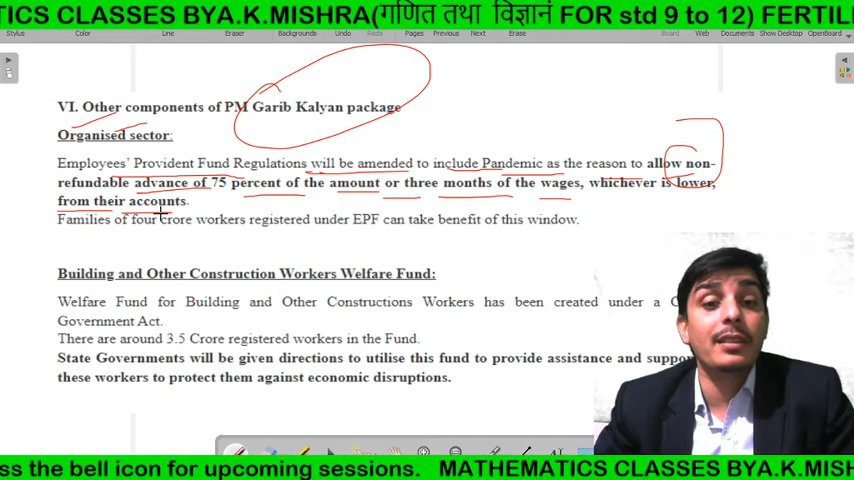 TICS CLASSES BYA.K.MISHRA(गणित तथा विज्ञानं FOR std 9 to 12) FERTIL
Stylus Color Line Eraser Backgrounds Undo Redo Pages Previous Next Erase Board Web Documents Show Desktop OpenBoard
VI. Other components of PM Garib Kalyan package
Organised sector:
Employees' Provident Fund Regulations will be amended to include Pandemic as the reason to allow non-
refundable advance of 75 percent of the amount or three months of the wages, whichever is lower,
from their accounts.
Families of four crore workers registered under EPF can take benefit of this window.
Building and Other Construction Workers Welfare Fund:
Welfare Fund for Building and Other Constructions Workers has been created under a
Government Act.
There are around 3.5 Crore registered workers in the Fund.
State Governments will be given directions to utilise this fund to provide assistance and suppor
these workers to protect them against economic disruptions.
ss the bell icon for upcoming sessions. MATHEMATICS CLASSES BYA.K.MISH